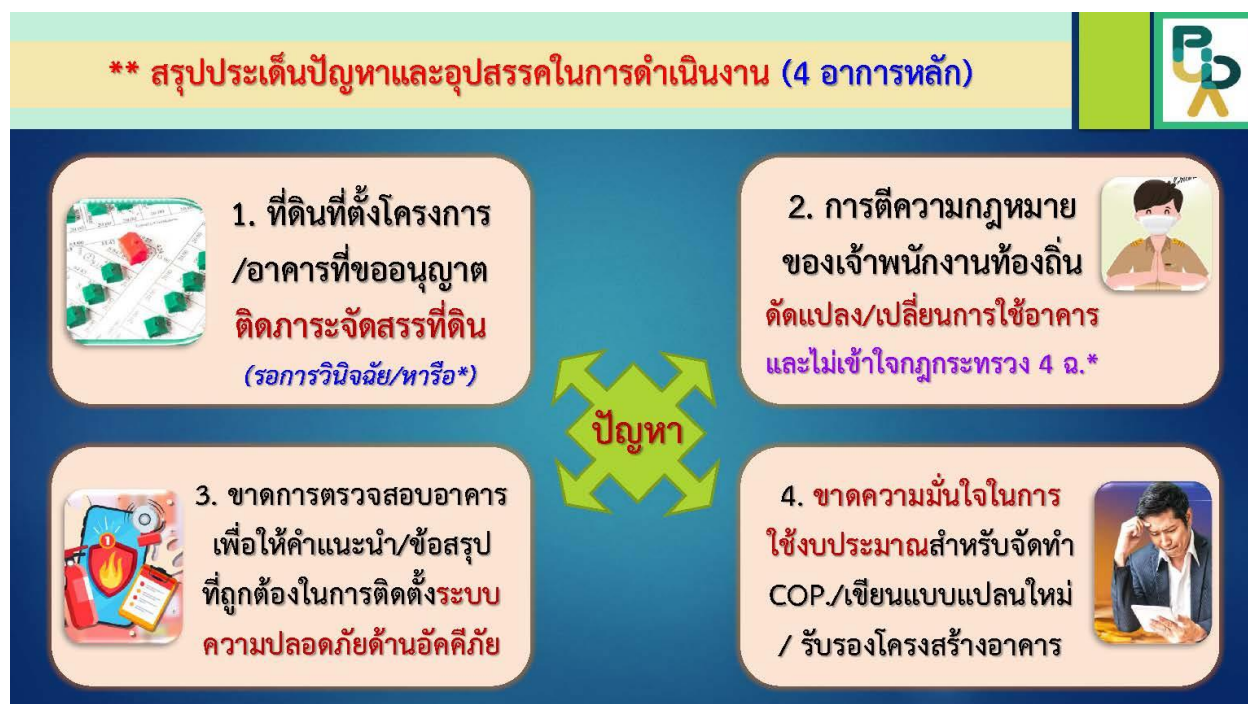 ** สรุปประเด็นปัญหาและอุปสรรคในการดำเนินงาน (4 อาการหลัก)
PUBA
1. ที่ดินที่ตั้งโครงการ
/อาคารที่ขออนุญาต
ติดภาระจัดสรรที่ดิน
(รอการวินิจฉัย/หารือ*)
2. การตีความกฎหมาย
ของเจ้าพนักงานท้องถิ่น
ดัดแปลง/เปลี่ยนการใช้อาคาร
และไม่เข้าใจกฎกระทรวง 4 ฉ.*
ปัญหา
3. ขาดการตรวจสอบอาคาร
เพื่อให้คำแนะนำ/ข้อสรุป
ที่ถูกต้องในการติดตั้งระบบ
ความปลอดภัยด้านอัคคีภัย
4. ขาดความมั่นใจในการ
ใช้งบประมาณสำหรับจัดทำ
COP./เขียนแบบแปลนใหม่
/ รับรองโครงสร้างอาคาร